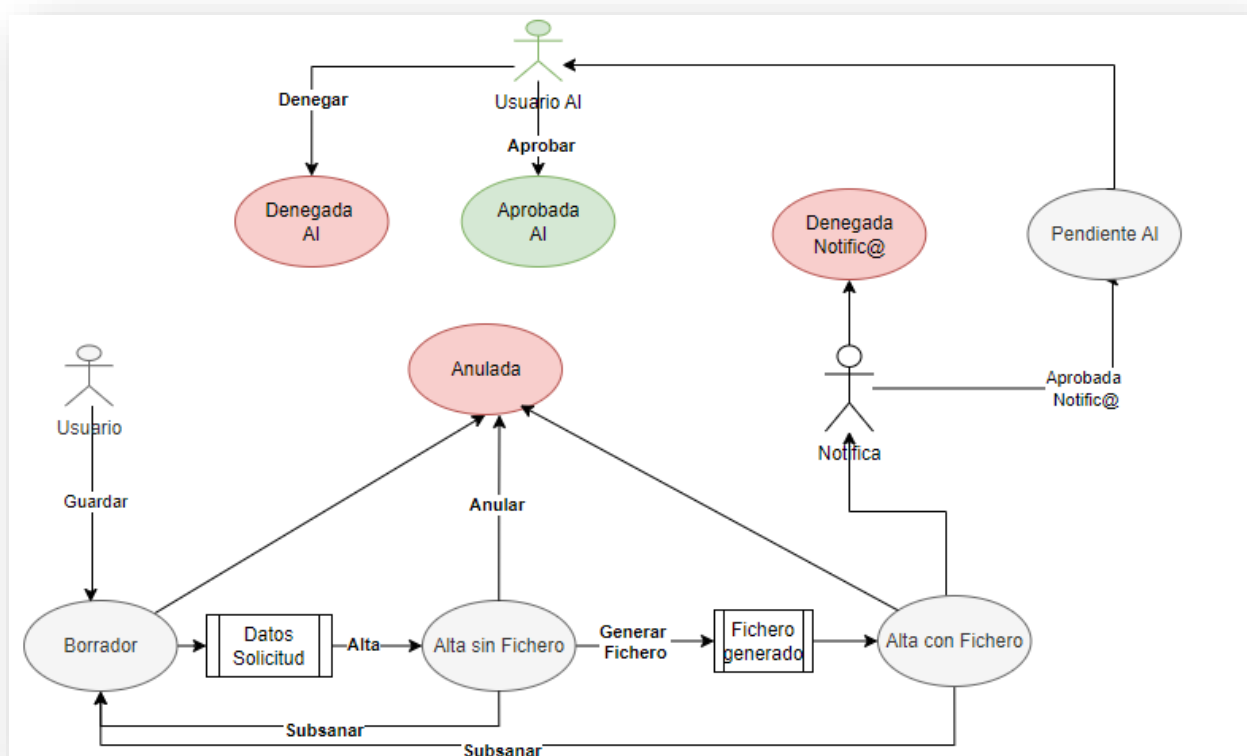 Usuario AI
Denegar
Aprobar
Denegada
AI
Aprobada
AI
Denegada
Notific@
Pendiente AI
Anulada
Usuario
Aprobada
Notific@
Notifica
Guardar
Anular
Borrador
Datos
Solicitud
Alta
Alta sin Fichero
Generar
Fichero
Fichero
generado
Alta con Fichero
Subsanar
Subsanar